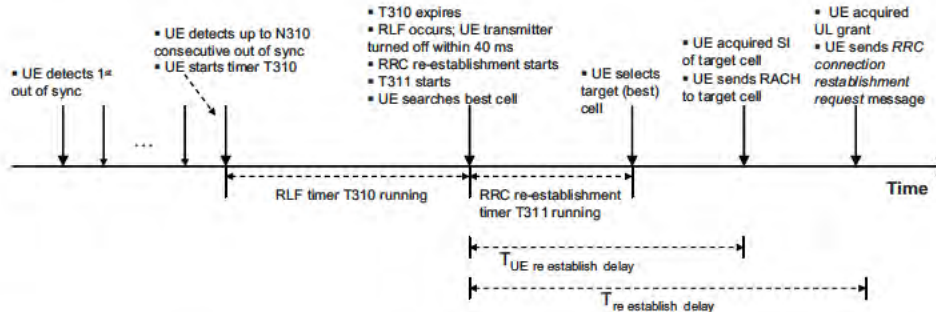 ▪ UE detects 1st
out of sync
...
▪ UE detects up to N310
consecutive out of sync
▪ UE starts timer T310
▪ T310 expires
▪ RLF occurs; UE transmitter
turned off within 40 ms
▪ RRC re-establishment starts
▪ T311 starts
▪ UE searches best cell
▪ UE selects
target (best)
cell
▪ UE acquired SI
of target cell
▪ UE sends RACH
to target cell
▪ UE acquired
UL grant
▪ UE sends RRC
connection
restablishment
request message
Time
RLF timer T310 running
RRC re-establishment
timer T311 running
TUE re establish delay
Tre establish delay